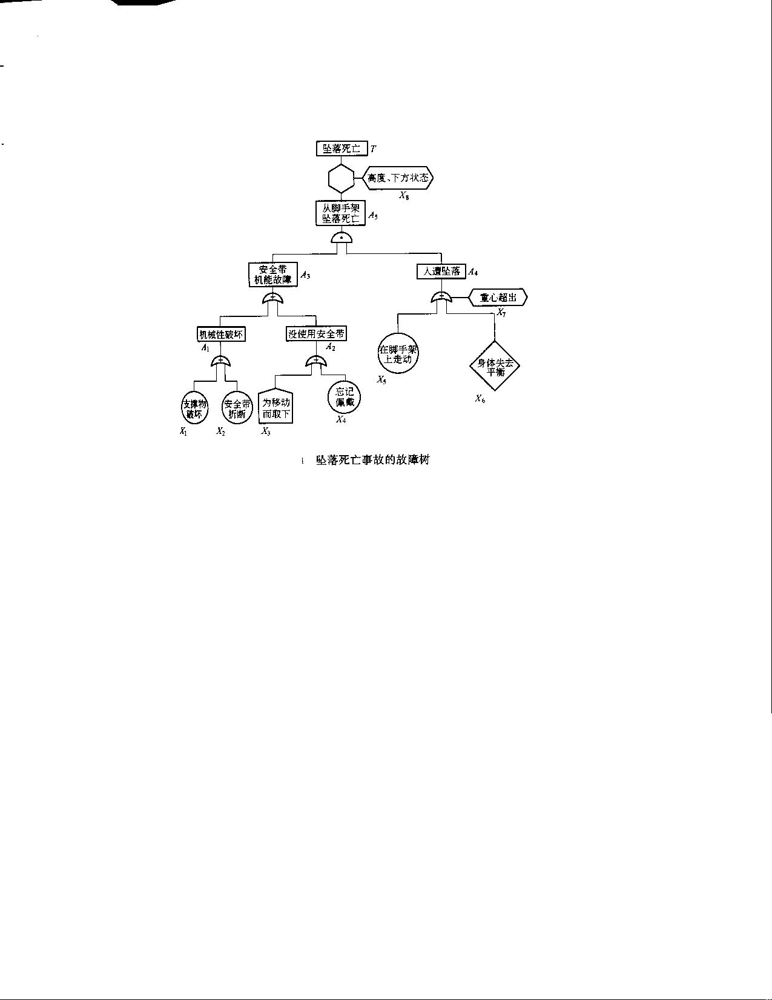 坠落死亡 T
高度、下方状态
X8
从脚手架
坠落死亡 A5
安全带
机能故障 A3
人遭坠落 A4
重心超出
X7
机械性破坏
A1
没使用安全带
A2
在脚手架
上走动
X5
身体失去
平衡
X6
支撑物
破坏
X1
安全带
折断
X2
为移动
而取下
X3
忘记
佩戴
X4
坠落死亡事故的故障树